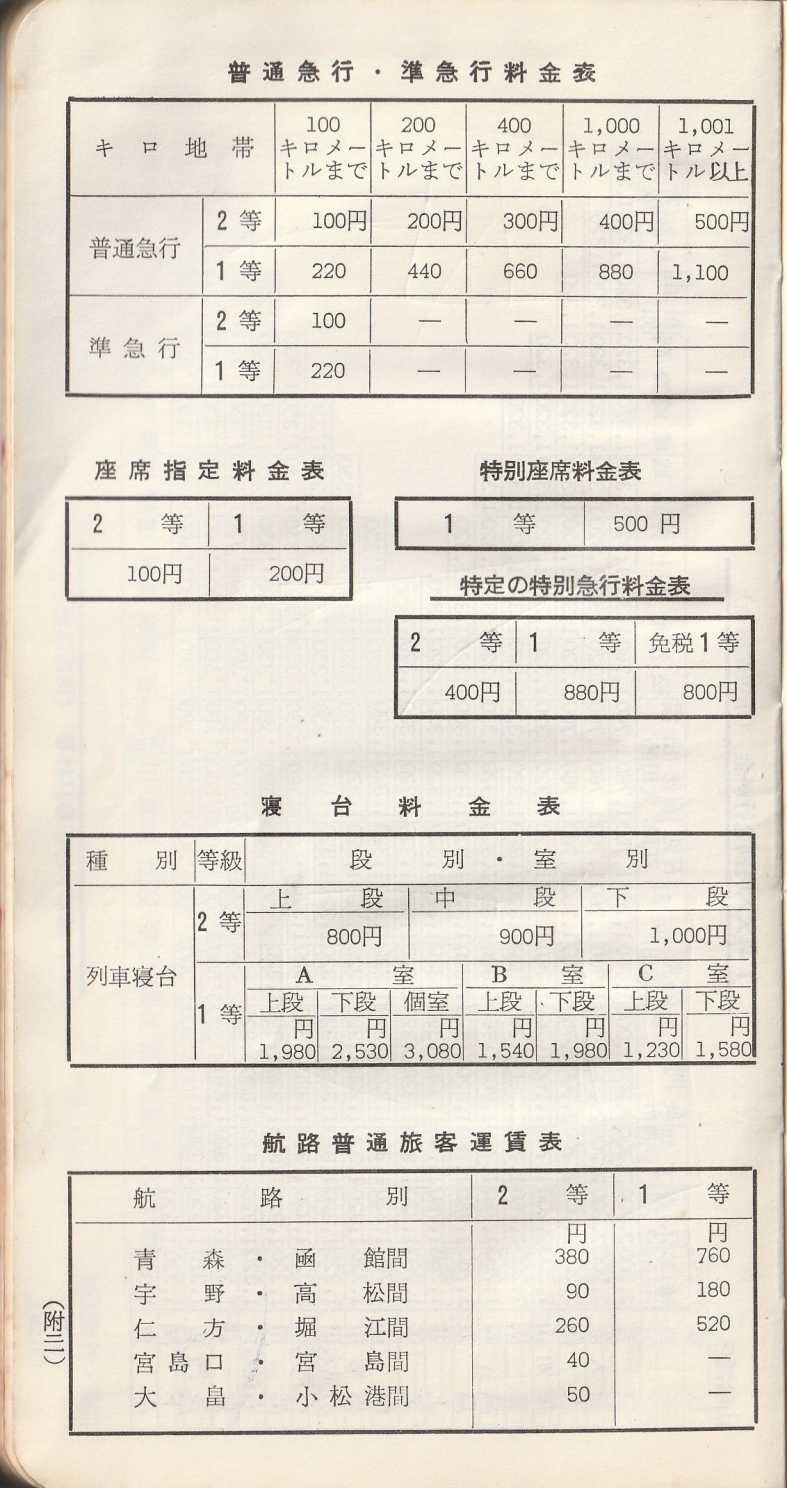 普通急行・準急行料金表
キロ地帯 100キロメートルまで 200キロメートルまで 400キロメートルまで 1,000キロメートルまで 1,001キロメートル以上
普通急行 2等 100円 200円 300円 400円 500円
1等 220 440 660 880 1,100
準急行 2等 100 — — — —
1等 220 — — — —
座席指定料金表
2等 1等
100円 200円
特別座席料金表
1等 500円
特定の特別急行料金表
2等 1等 免税1等
400円 880円 800円
寝台料金表
種別 等級 段別・室別
列車寝台 2等 上段 中段 下段
800円 900円 1,000円
1等 A室 B室 C室
上段 下段 個室 上段 下段 上段 下段
円 円 円 円 円 円 円
1,980 2,530 3,080 1,540 1,980 1,230 1,580
航路普通旅客運賃表
航路別 2等 1等
円 円
青森・函館間 380 760
宇野・高松間 90 180
仁方・堀江間 260 520
宮島口・宮島間 40 —
大畠・小松港間 50 —
(附三)